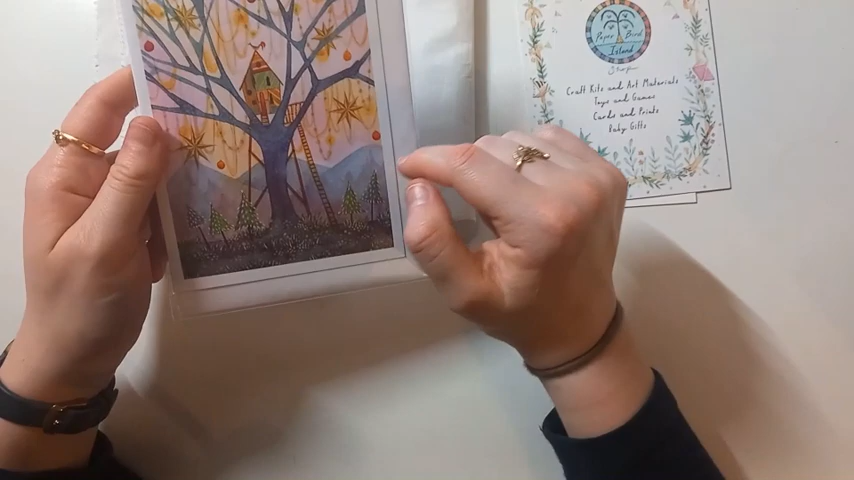 Paper Bird
Island
Craft Kits and Art Materials
Toys and Games
Cards and Prints
Baby Gifts